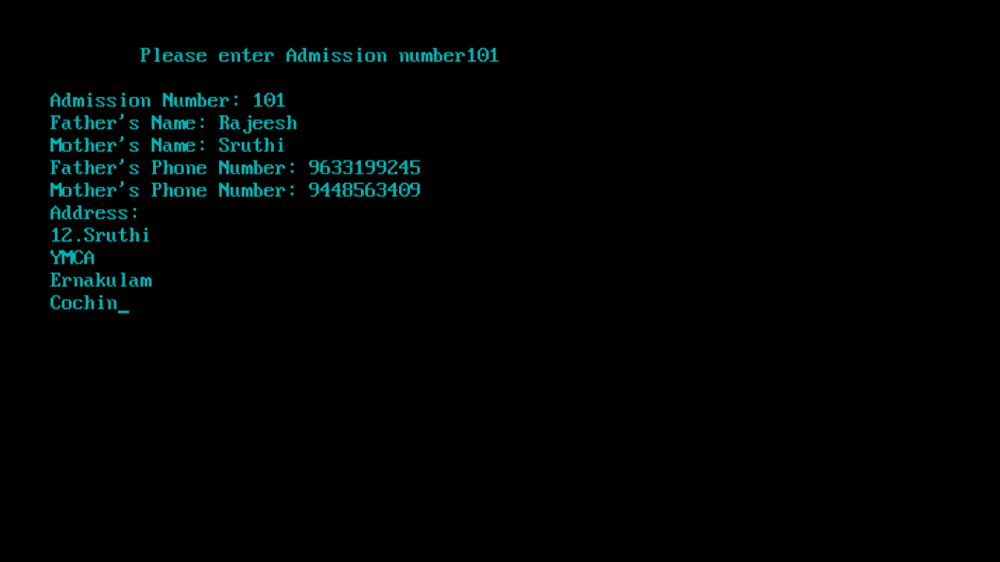 Please enter Admission number101
Admission Number: 101
Father's Name: Rajeesh
Mother's Name: Sruthi
Father's Phone Number: 9633199245
Mother's Phone Number: 9448563409
Address:
12.Sruthi
YMCA
Ernakulam
Cochin_